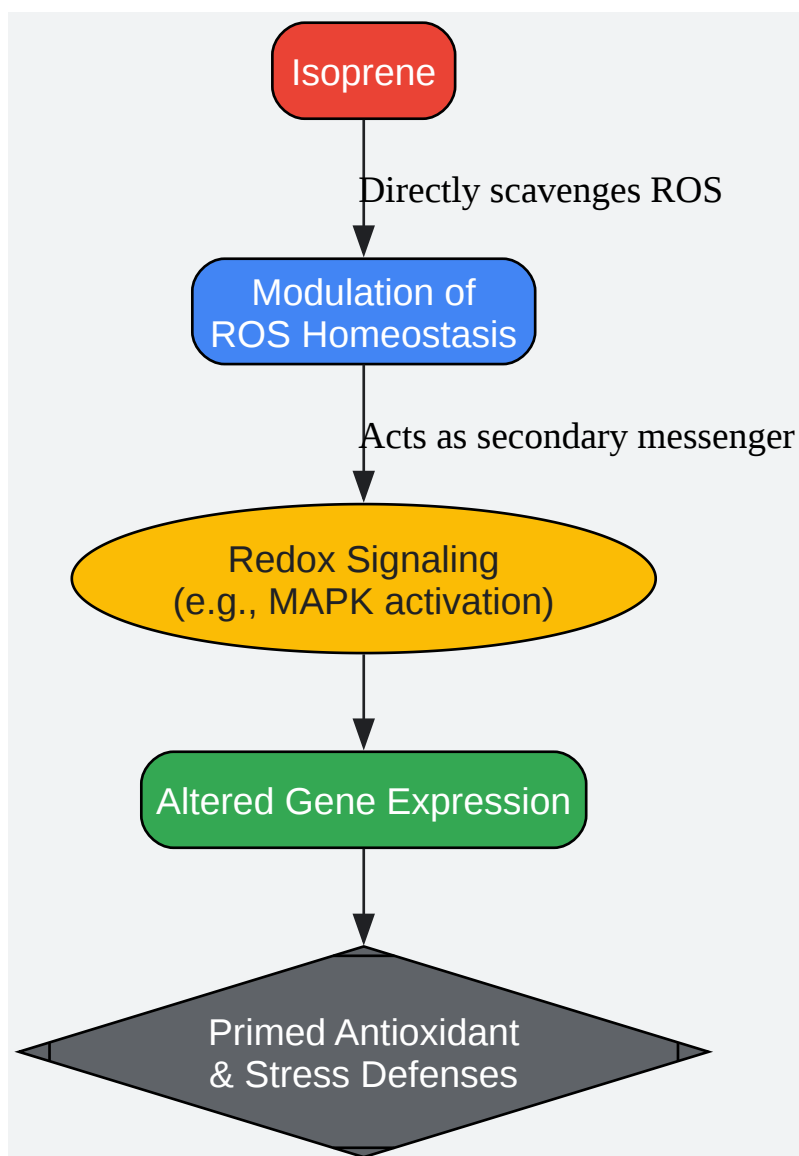 Isoprene
Directly scavenges ROS
Modulation of
ROS Homeostasis
Acts as secondary messenger
Redox Signaling
(e.g., MAPK activation)
Altered Gene Expression
Primed Antioxidant
& Stress Defenses